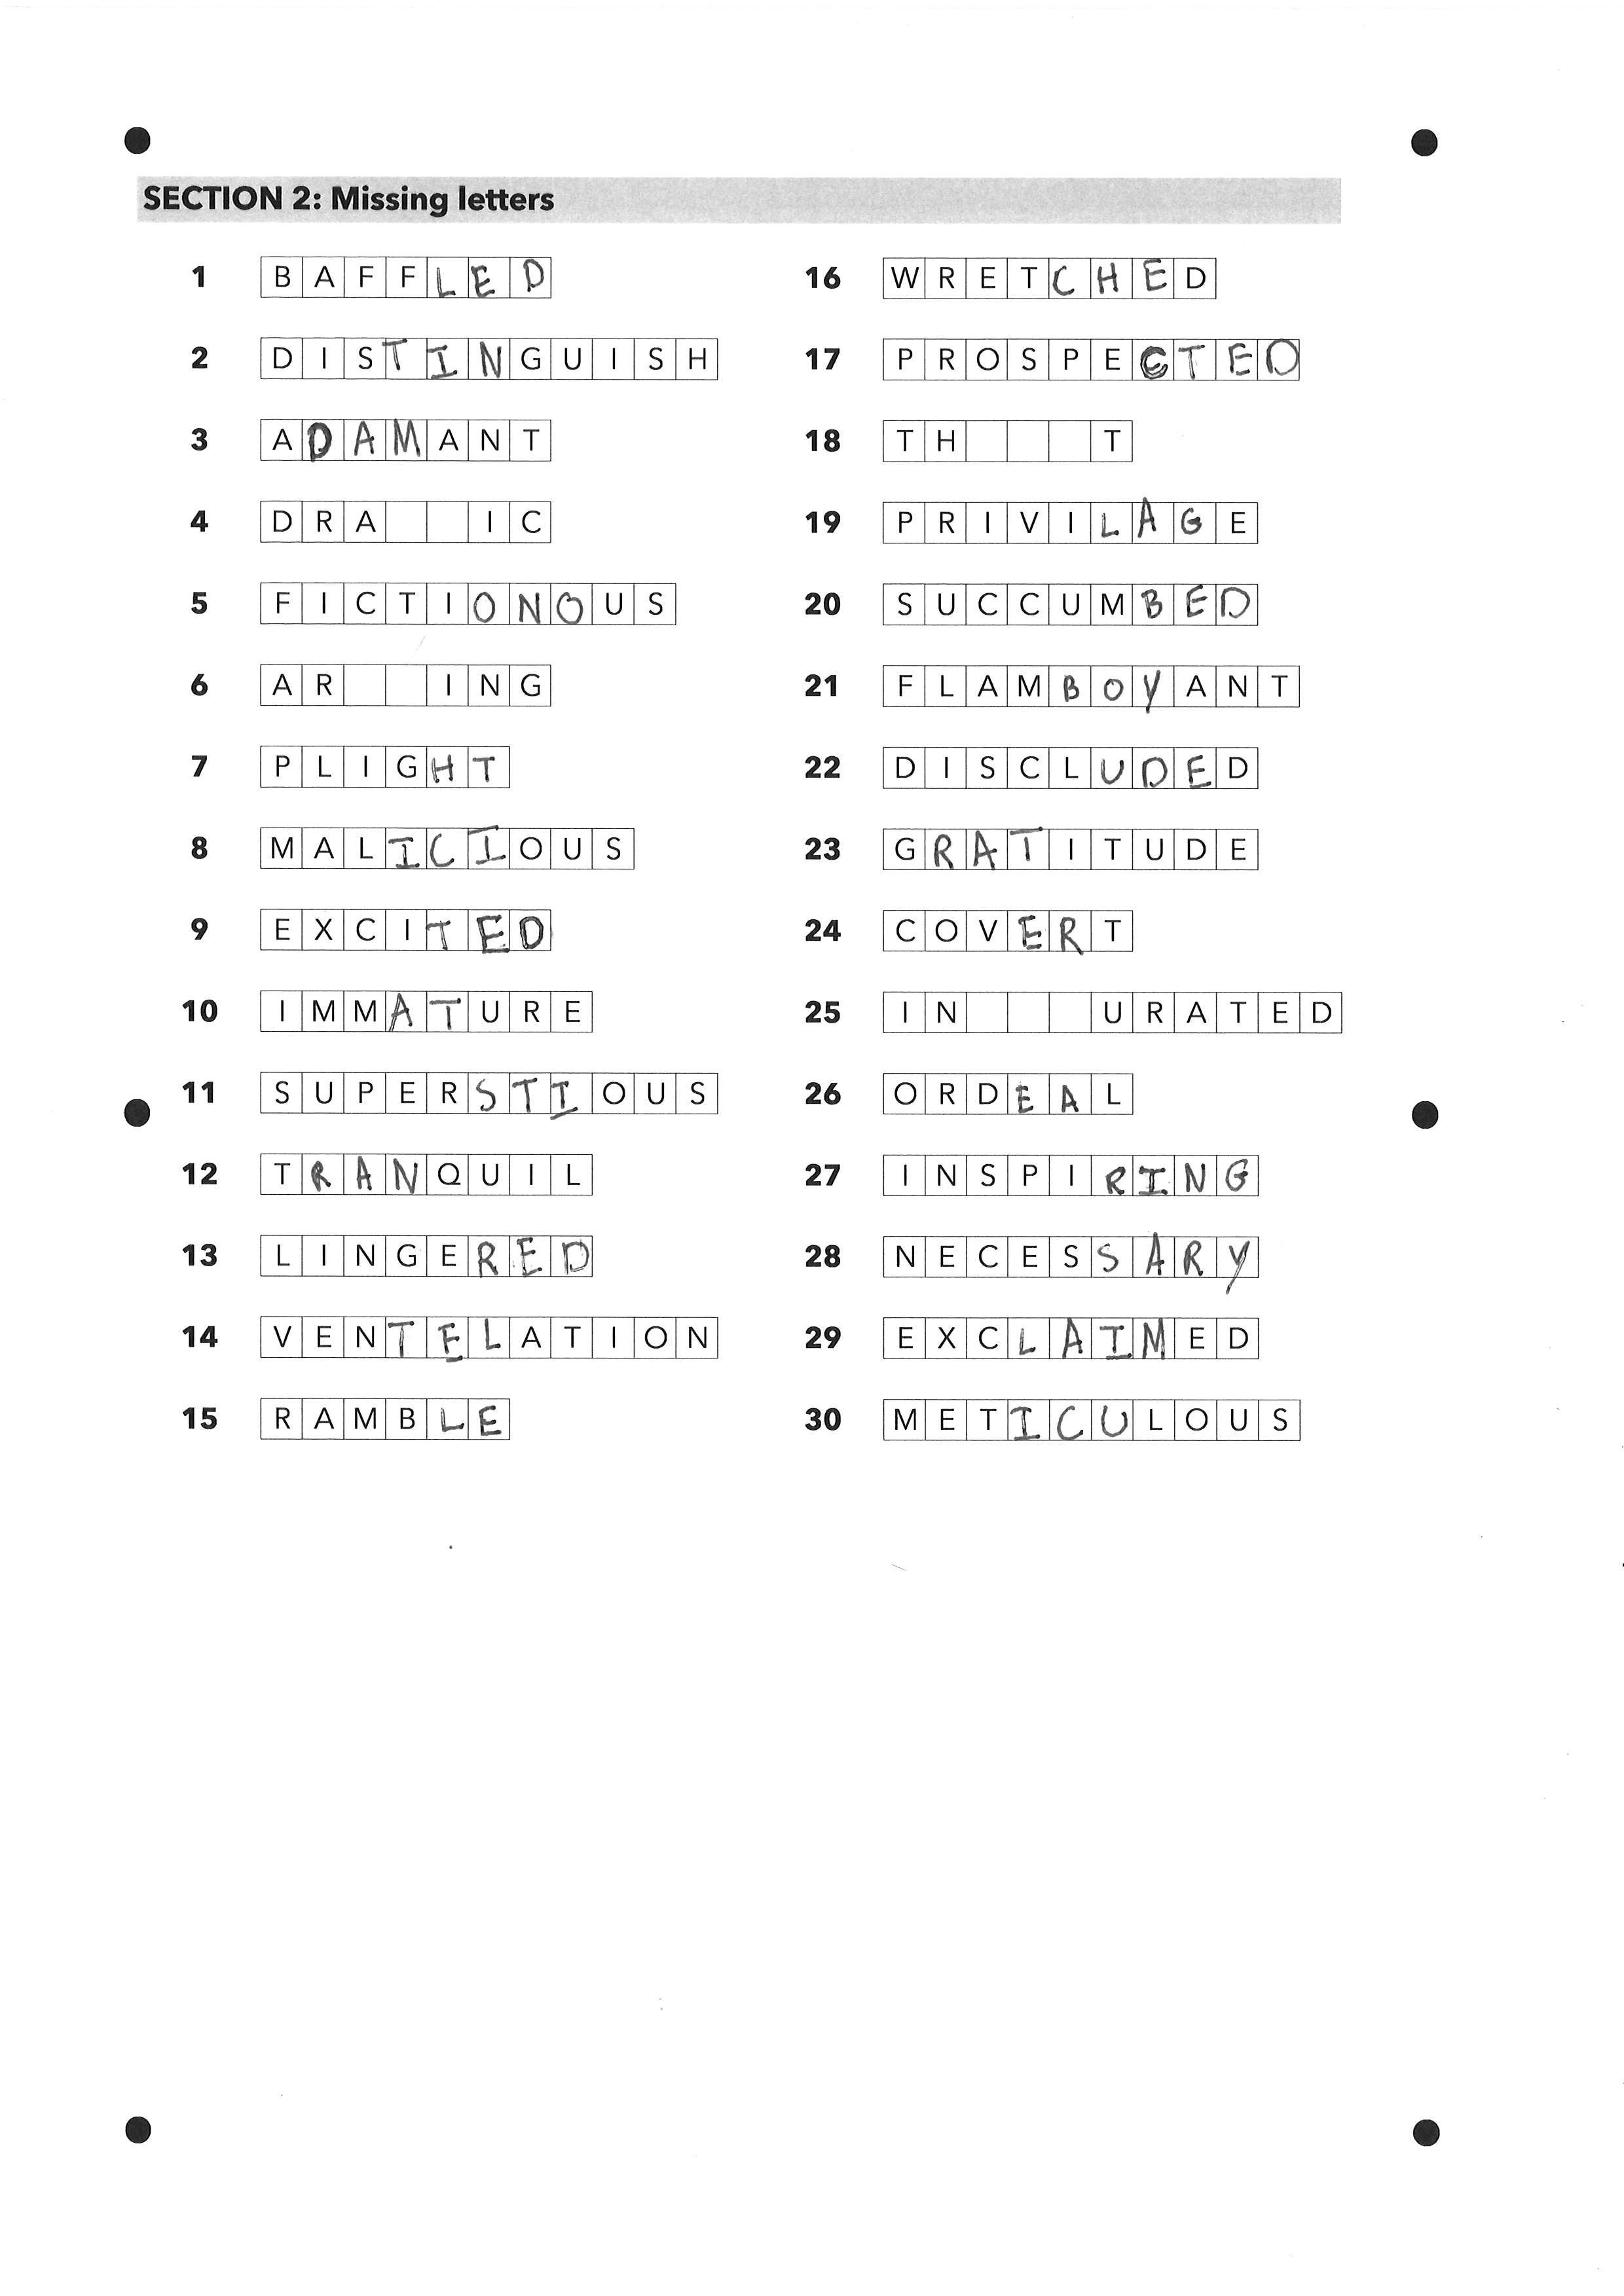 SECTION 2: Missing letters
1 BAFFLED
2 DISTINGUISH
3 ADAMANT
4 DRA  IC
5 FICTIONOUS
6 AR  ING
7 PLIGHT
8 MALICIOUS
9 EXCITED
10 IMMATURE
11 SUPERSTIOUS
12 TRANQUIL
13 LINGERED
14 VENTELATION
15 RAMBLE
16 WRETCHED
17 PROSPECTED
18 TH   T
19 PRIVILAGE
20 SUCCUMBED
21 FLAMBOYANT
22 DISCLUDED
23 GRATITUDE
24 COVERT
25 IN   URATED
26 ORDEAL
27 INSPIRING
28 NECESSARY
29 EXCLAIMED
30 METICULOUS